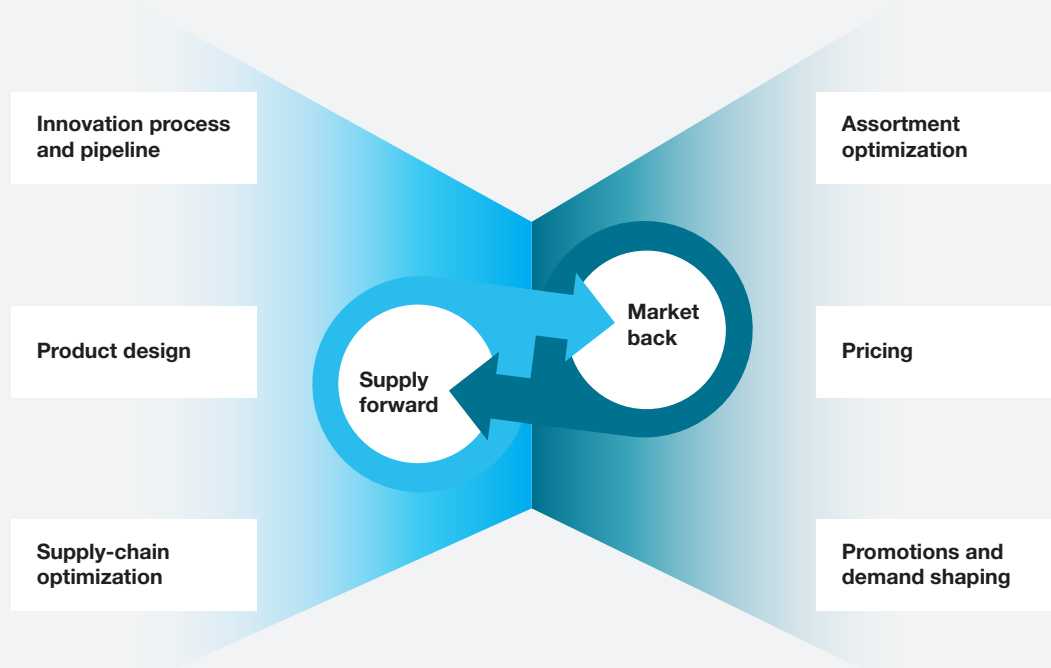 Innovation process
and pipeline
Product design
Supply-chain
optimization
Supply
forward
Market
back
Assortment
optimization
Pricing
Promotions and
demand shaping